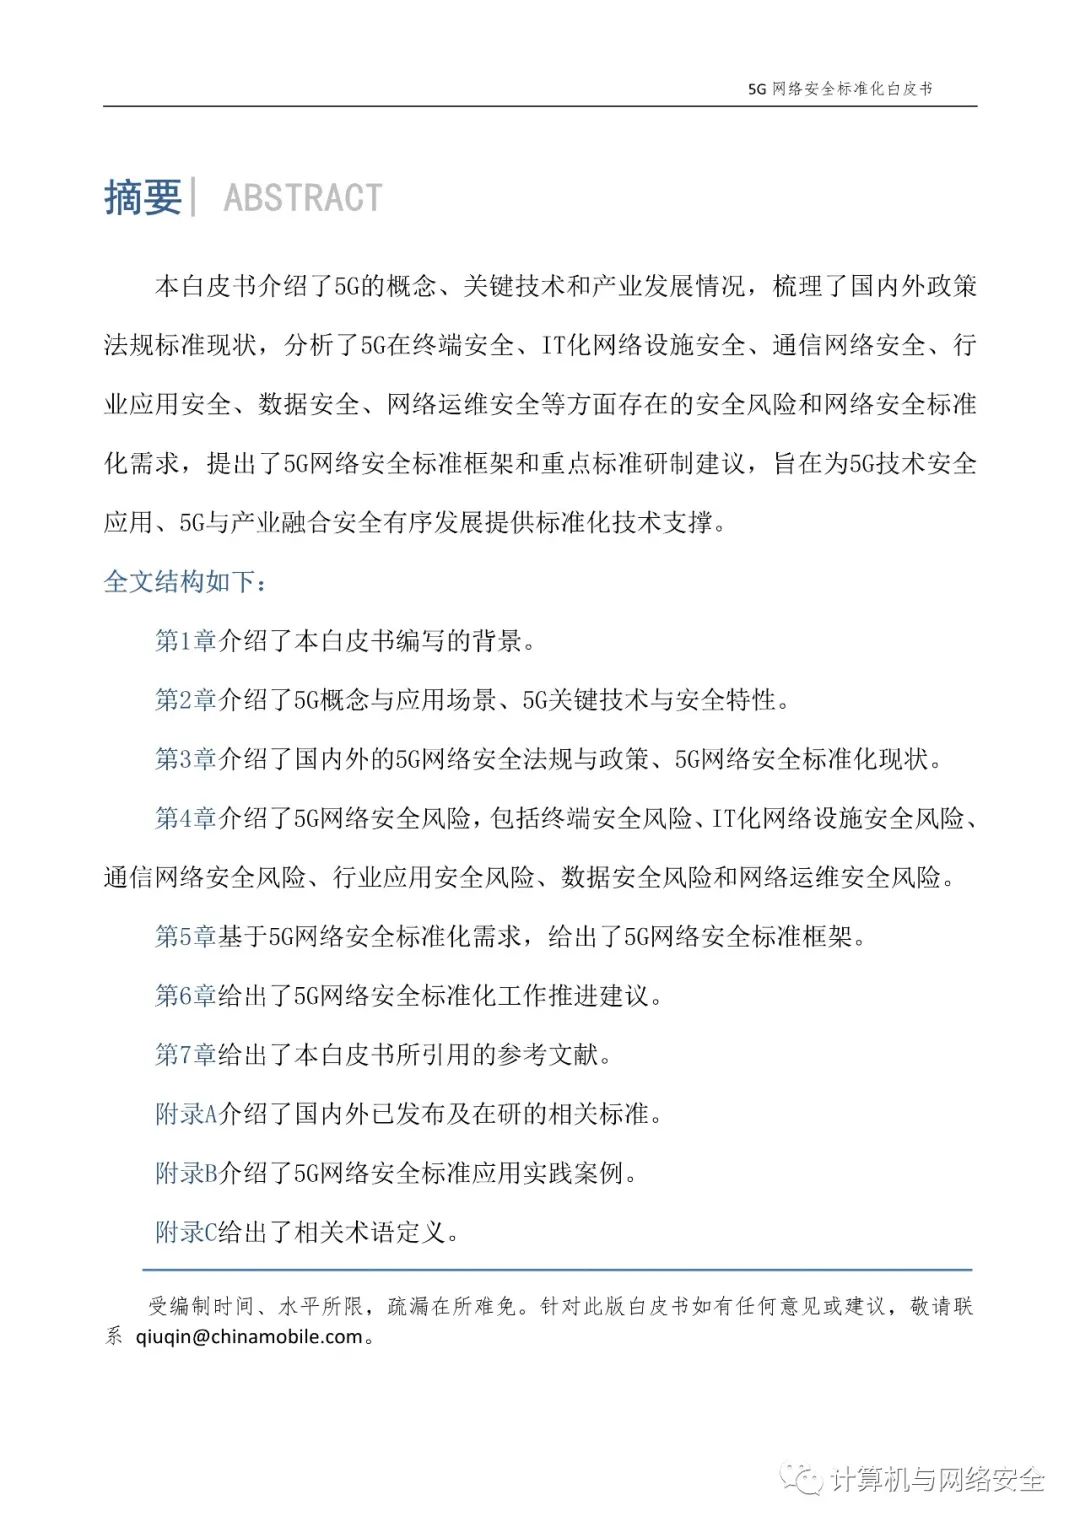 5G 网络安全标准化白皮书
摘要| ABSTRACT
本白皮书介绍了5G的概念、关键技术和产业发展情况，梳理了国内外政策
法规标准现状，分析了5G在终端安全、IT化网络设施安全、通信网络安全、行
业应用安全、数据安全、网络运维安全等方面存在的安全风险和网络安全标准
化需求，提出了5G网络安全标准框架和重点标准研制建议，旨在为5G技术安全
应用、5G与产业融合安全有序发展提供标准化技术支撑。
全文结构如下：
第1章介绍了本白皮书编写的背景。
第2章介绍了5G概念与应用场景、5G关键技术与安全特性。
第3章介绍了国内外的5G网络安全法规与政策、5G网络安全标准化现状。
第4章介绍了5G网络安全风险，包括终端安全风险、IT化网络设施安全风险、
通信网络安全风险、行业应用安全风险、数据安全风险和网络运维安全风险。
第5章基于5G网络安全标准化需求，给出了5G网络安全标准框架。
第6章给出了5G网络安全标准化工作推进建议。
第7章给出了本白皮书所引用的参考文献。
附录A介绍了国内外已发布及在研的相关标准。
附录B介绍了5G网络安全标准应用实践案例。
附录C给出了相关术语定义。
受编制时间、水平所限，疏漏在所难免。针对此版白皮书如有任何意见或建议，敬请联
系 qiuqin@chinamobile.com。
计算机与网络安全